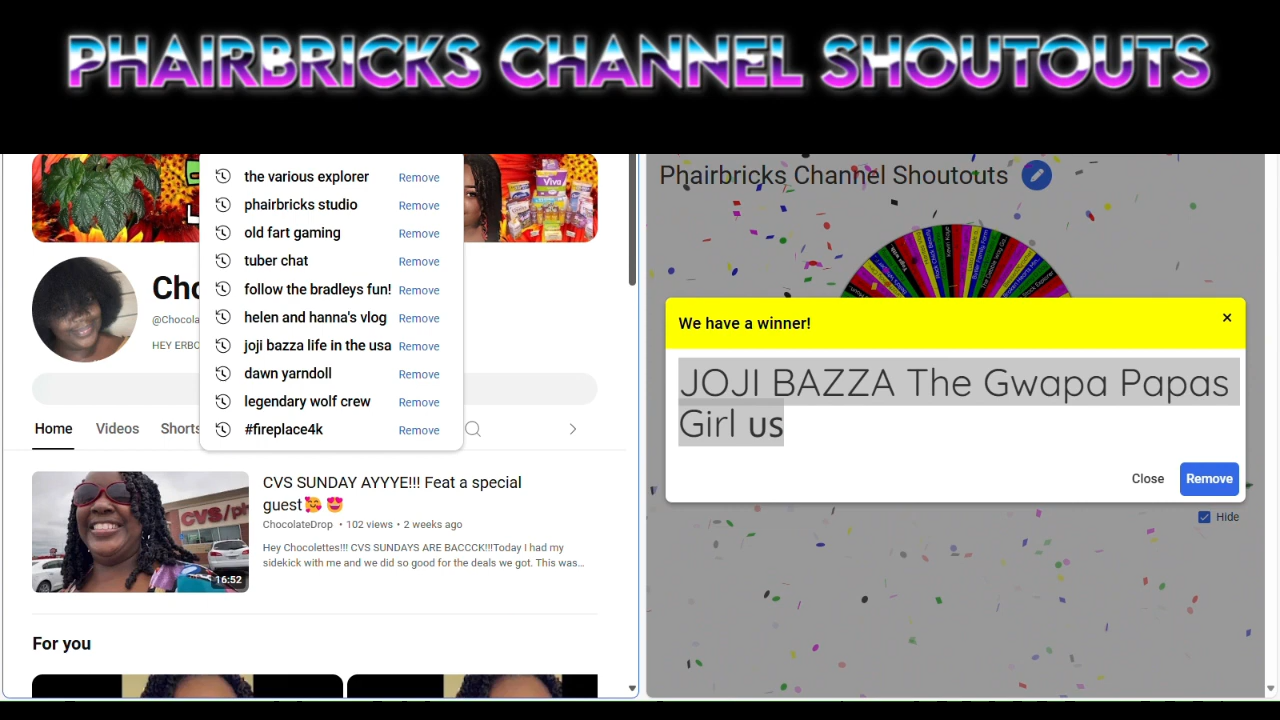 PHAIRBRICKS CHANNEL SHOUTOUTS
the various explorer Remove
phairbricks studio Remove
old fart gaming Remove
tuber chat Remove
follow the bradleys fun! Remove
helen and hanna's vlog Remove
joji bazza life in the usa Remove
dawn yarndoll Remove
legendary wolf crew Remove
#fireplace4k Remove
Viva
Cho
@Chocola
HEY ERBO
Home Videos Shorts
CVS SUNDAY AYYYE!!! Feat a special
guest🥰 😍
ChocolateDrop • 102 views • 2 weeks ago
Hey Chocolettes!!! CVS SUNDAYS ARE BACCCK!!!Today I had my
sidekick with me and we did so good for the deals we got. This was...
CVS/ph
16:52
For you
Phairbricks Channel Shoutouts
We have a winner!
JOJI BAZZA The Gwapa Papas
Girl us
Close Remove
Hide